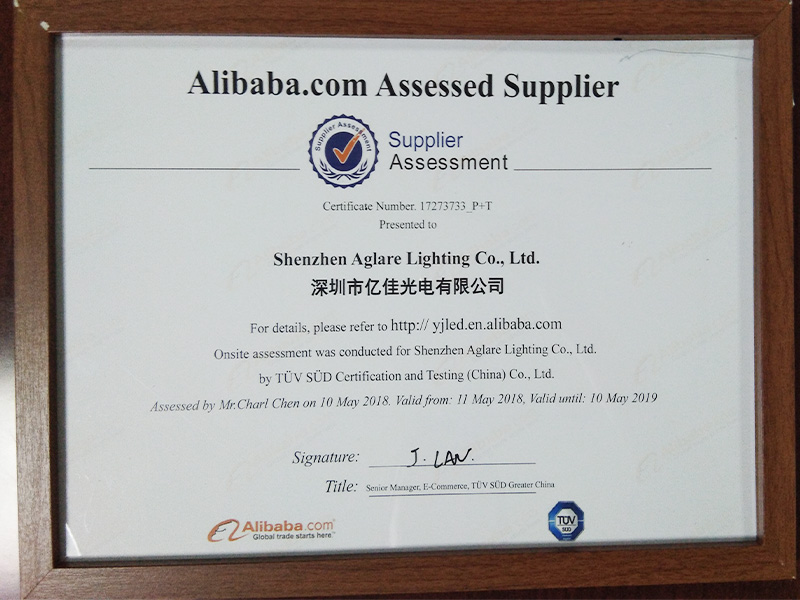 Alibaba.com Assessed Supplier
Supplier Assessment
Supplier
Assessment
Certificate Number. 17273733_P+T
Presented to
Shenzhen Aglare Lighting Co., Ltd.
深圳市亿佳光电有限公司
For details, please refer to http:// yjled.en.alibaba.com
Onsite assessment was conducted for Shenzhen Aglare Lighting Co., Ltd.
by TÜV SÜD Certification and Testing (China) Co., Ltd.
Assessed by Mr.Charl Chen on 10 May 2018. Valid from: 11 May 2018, Valid until: 10 May 2019
Signature: J. LAN.
Title: Senior Manager, E-Commerce, TÜV SÜD Greater China
Alibaba.com
Global trade starts here.™
TÜV
SÜD